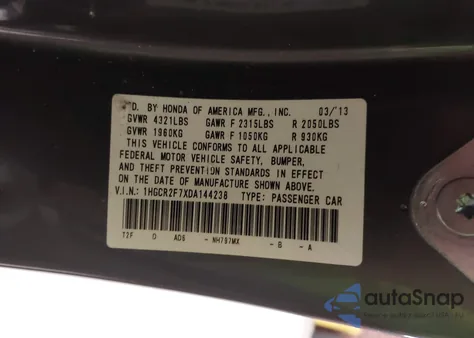 D. BY HONDA OF AMERICA MFG., INC. 03/13
GVWR 4321LBS GAWR F 2315LBS R 2050LBS
GVWR 1960KG GAWR F 1050KG R 930KG
THIS VEHICLE CONFORMS TO ALL APPLICABLE
FEDERAL MOTOR VEHICLE SAFETY, BUMPER,
AND THEFT PREVENTION STANDARDS IN EFFECT
ON THE DATE OF MANUFACTURE SHOWN ABOVE.
V.I.N.: 1HGCR2F7XDA144238 TYPE: PASSENGER CAR
T2F 0 AD6 - NH797MX - B - A
autoSnap